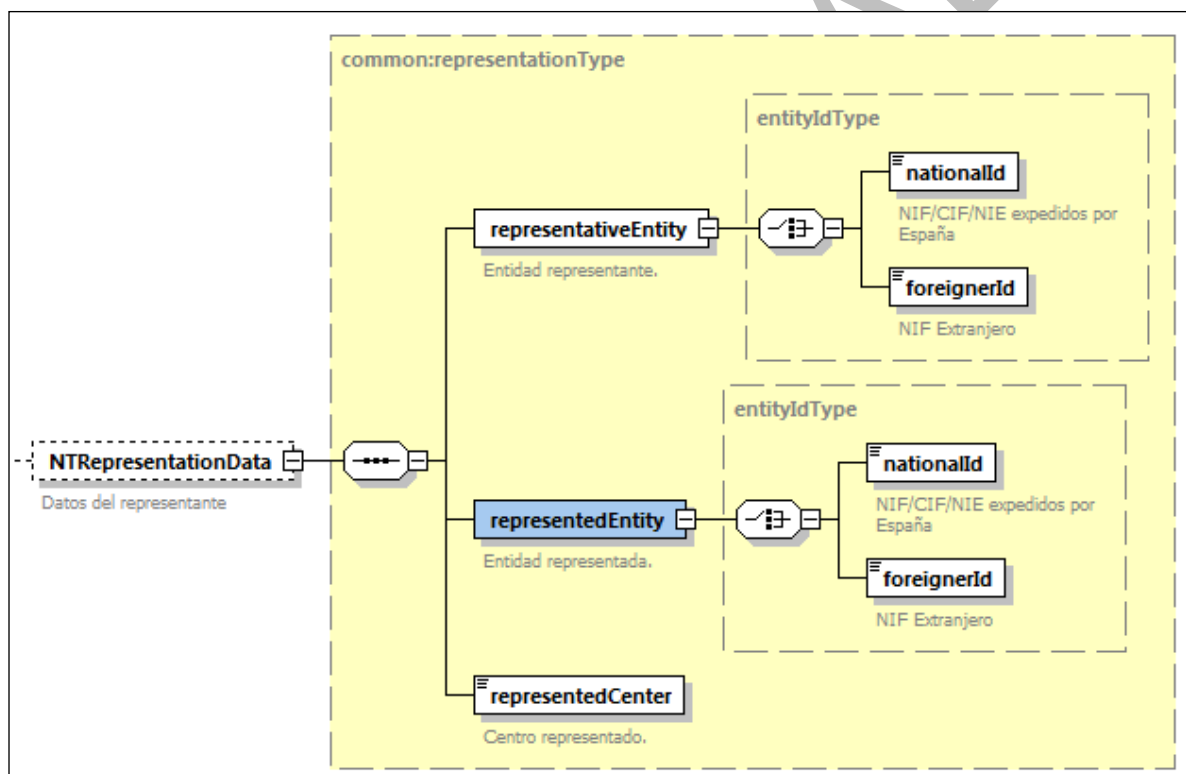 common:representationType
entityIdType
nationalId
NIF/CIF/NIE expedidos por
España
representativeEntity
Entidad representante.
foreignerId
NIF Extranjero
entityIdType
nationalId
NIF/CIF/NIE expedidos por
España
NTRepresentationData
Datos del representante
representedEntity
Entidad representada.
foreignerId
NIF Extranjero
representedCenter
Centro representado.